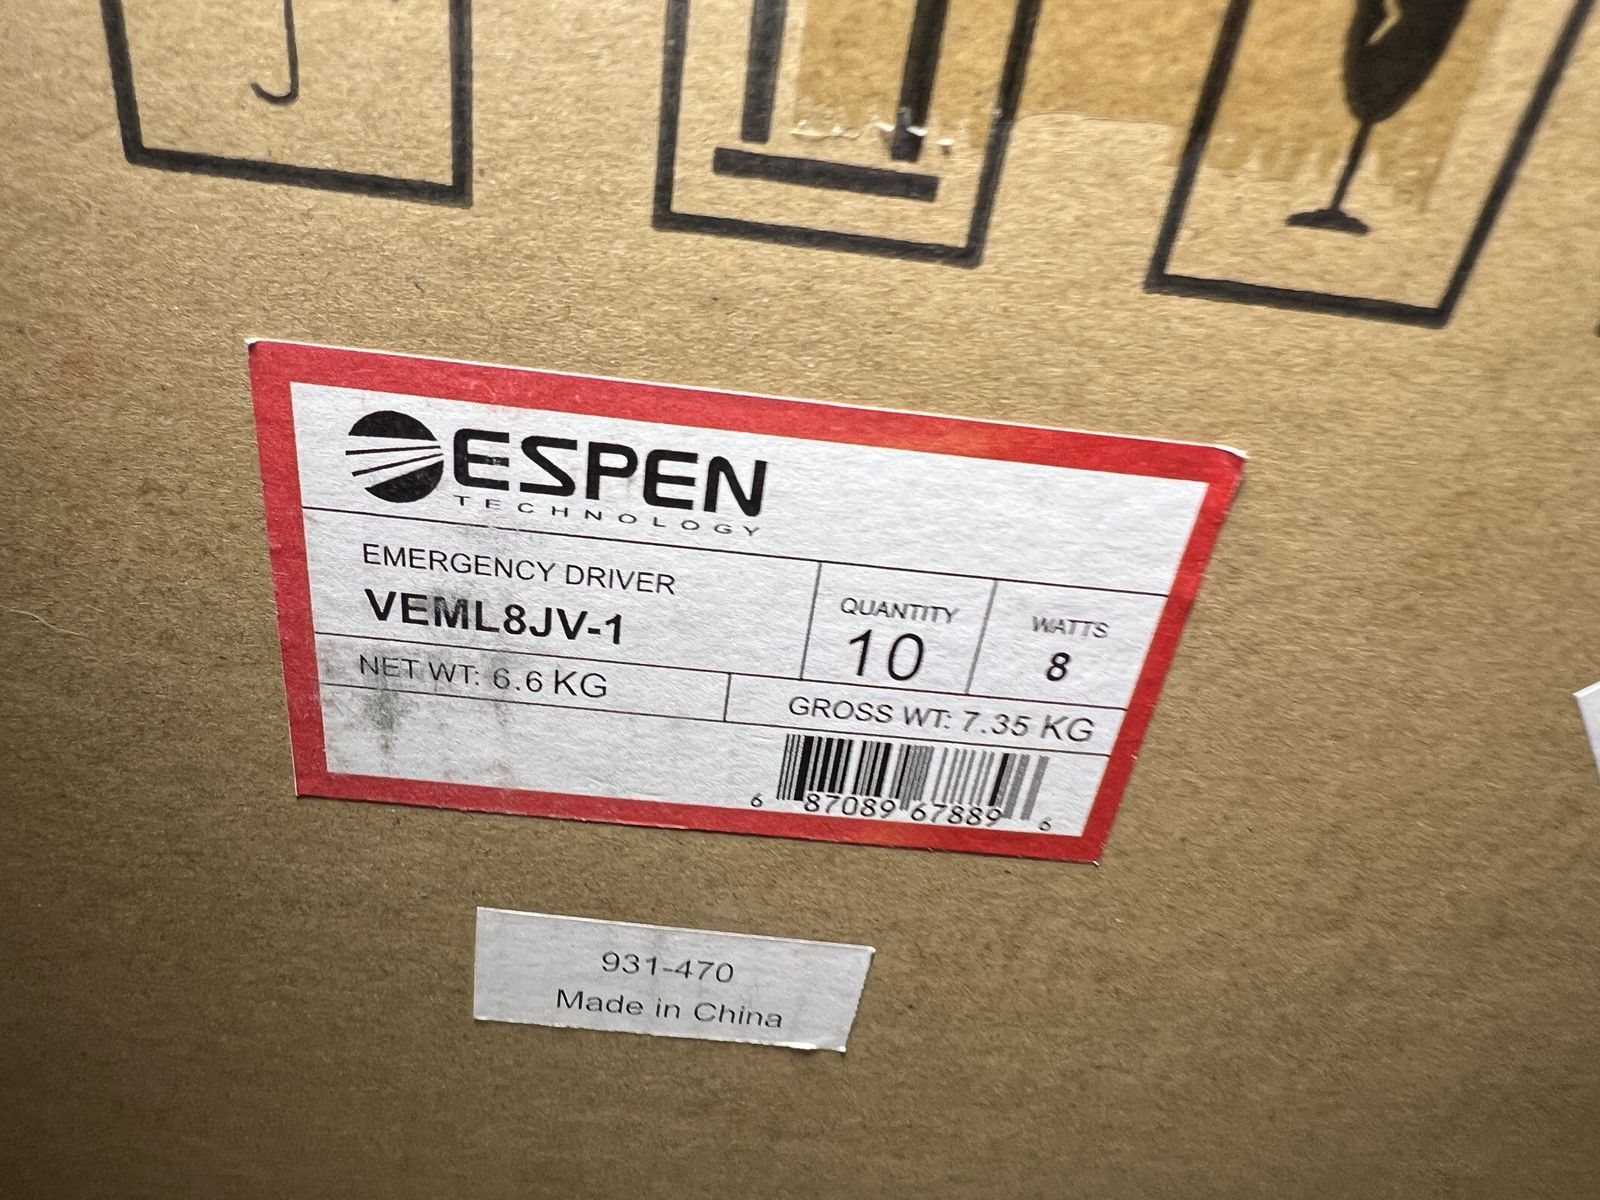 ESPEN
TECHNOLOGY
EMERGENCY DRIVER
VEML8JV-1
QUANTITY
10
WATTS
8
NET WT: 6.6 KG
GROSS WT: 7.35 KG
6 87089 67889 6
931-470
Made in China